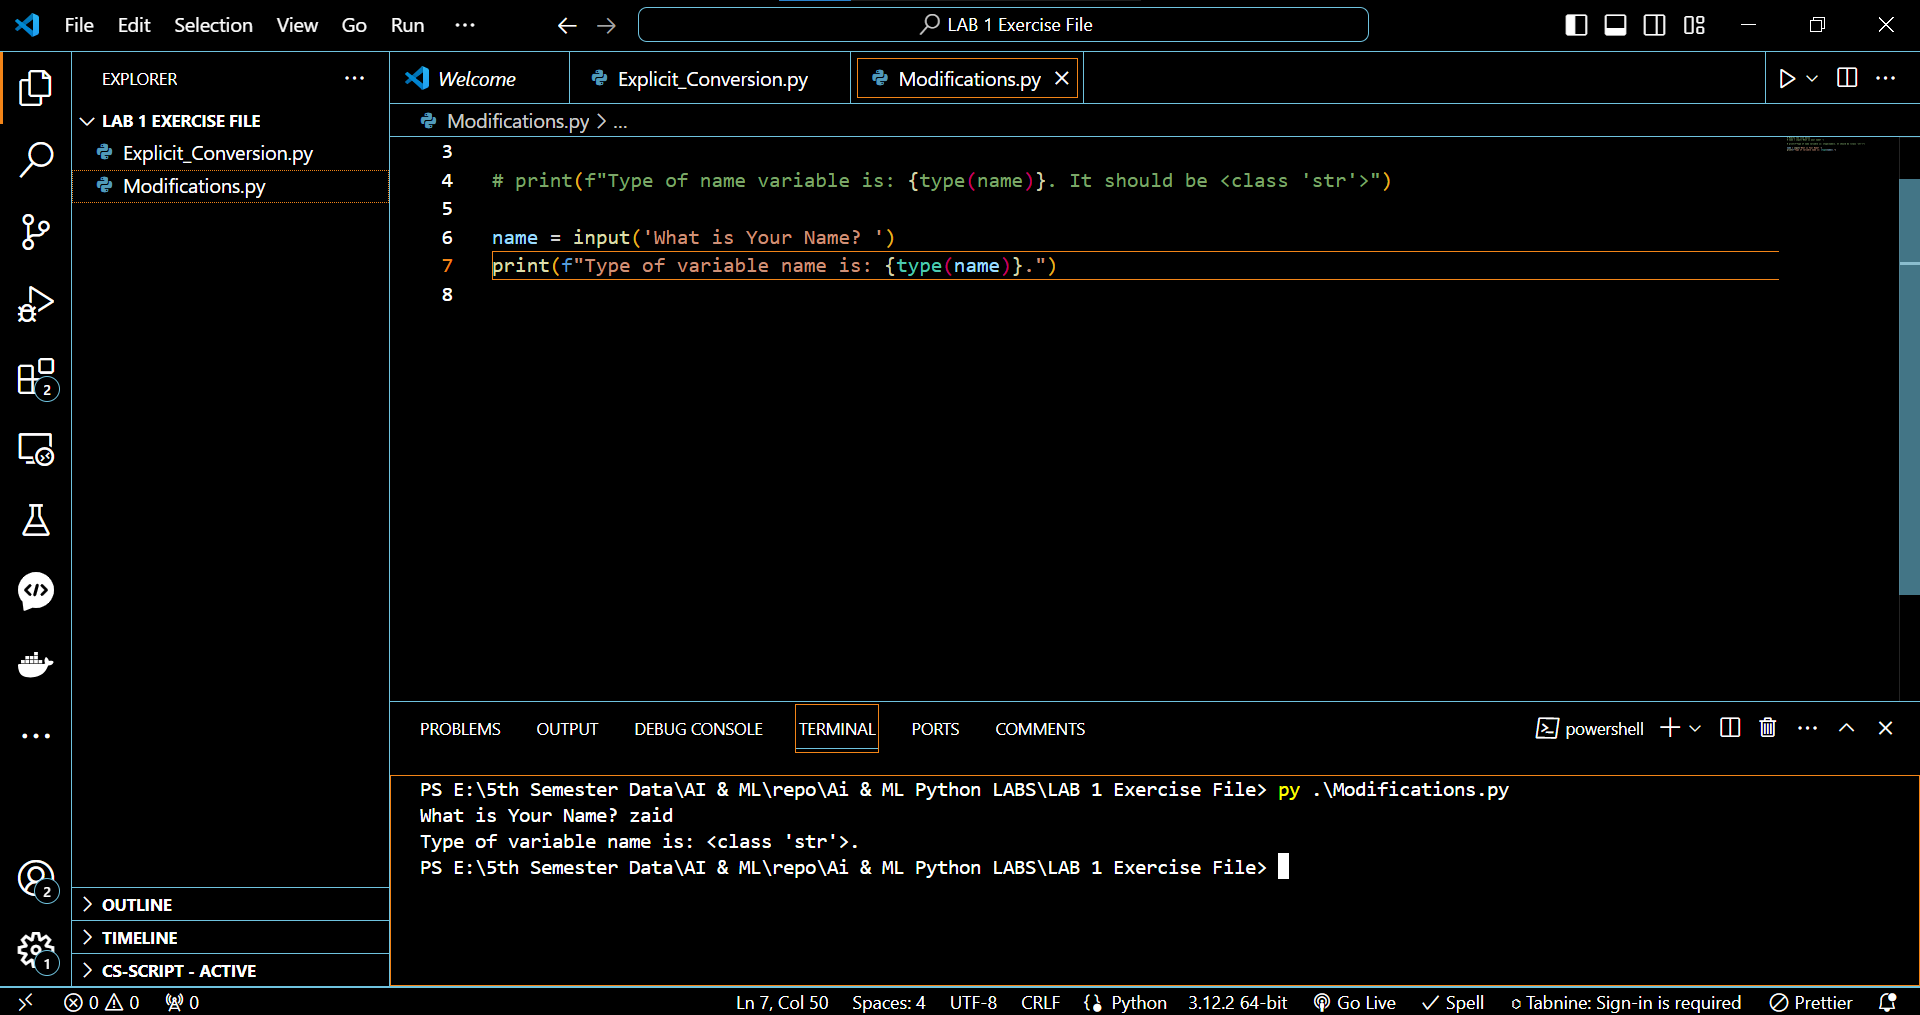 File Edit Selection View Go Run ···
LAB 1 Exercise File
EXPLORER ···
LAB 1 EXERCISE FILE
Explicit_Conversion.py
Modifications.py
OUTLINE
TIMELINE
CS-SCRIPT - ACTIVE
2
2
1
Welcome Explicit_Conversion.py Modifications.py
Modifications.py > ...
3
4 # print(f"Type of name variable is: {type(name)}. It should be <class 'str'>")
5
6 name = input('What is Your Name? ')
7 print(f"Type of variable name is: {type(name)}.")
8
PROBLEMS OUTPUT DEBUG CONSOLE TERMINAL PORTS COMMENTS powershell
PS E:\5th Semester Data\AI & ML\repo\Ai & ML Python LABS\LAB 1 Exercise File> py .\Modifications.py
What is Your Name? zaid
Type of variable name is: <class 'str'>.
PS E:\5th Semester Data\AI & ML\repo\Ai & ML Python LABS\LAB 1 Exercise File>
0 0 0 Ln 7, Col 50 Spaces: 4 UTF-8 CRLF Python 3.12.2 64-bit Go Live Spell Tabnine: Sign-in is required Prettier